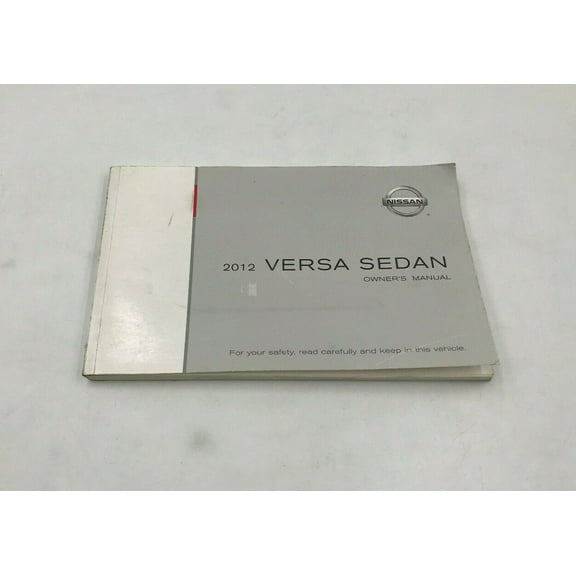 NISSAN
2012 VERSA SEDAN
OWNER'S MANUAL
For your safety, read carefully and keep in this vehicle.